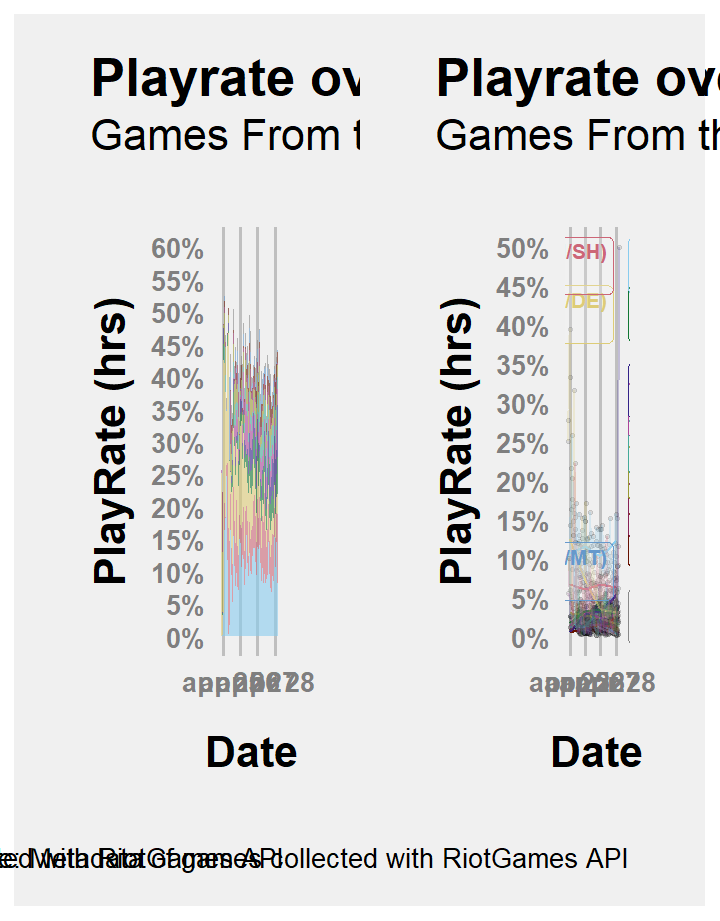 Playrate ov
Games From t
PlayRate (hrs)
60%
55%
50%
45%
40%
35%
30%
25%
20%
15%
10%
5%
0%
Date
Playrate ove
Games From th
PlayRate (hrs)
50%
45%
40%
35%
30%
25%
20%
15%
10%
5%
0%
/SH)
/DE)
/MT)
Date
collected with RiotGames API